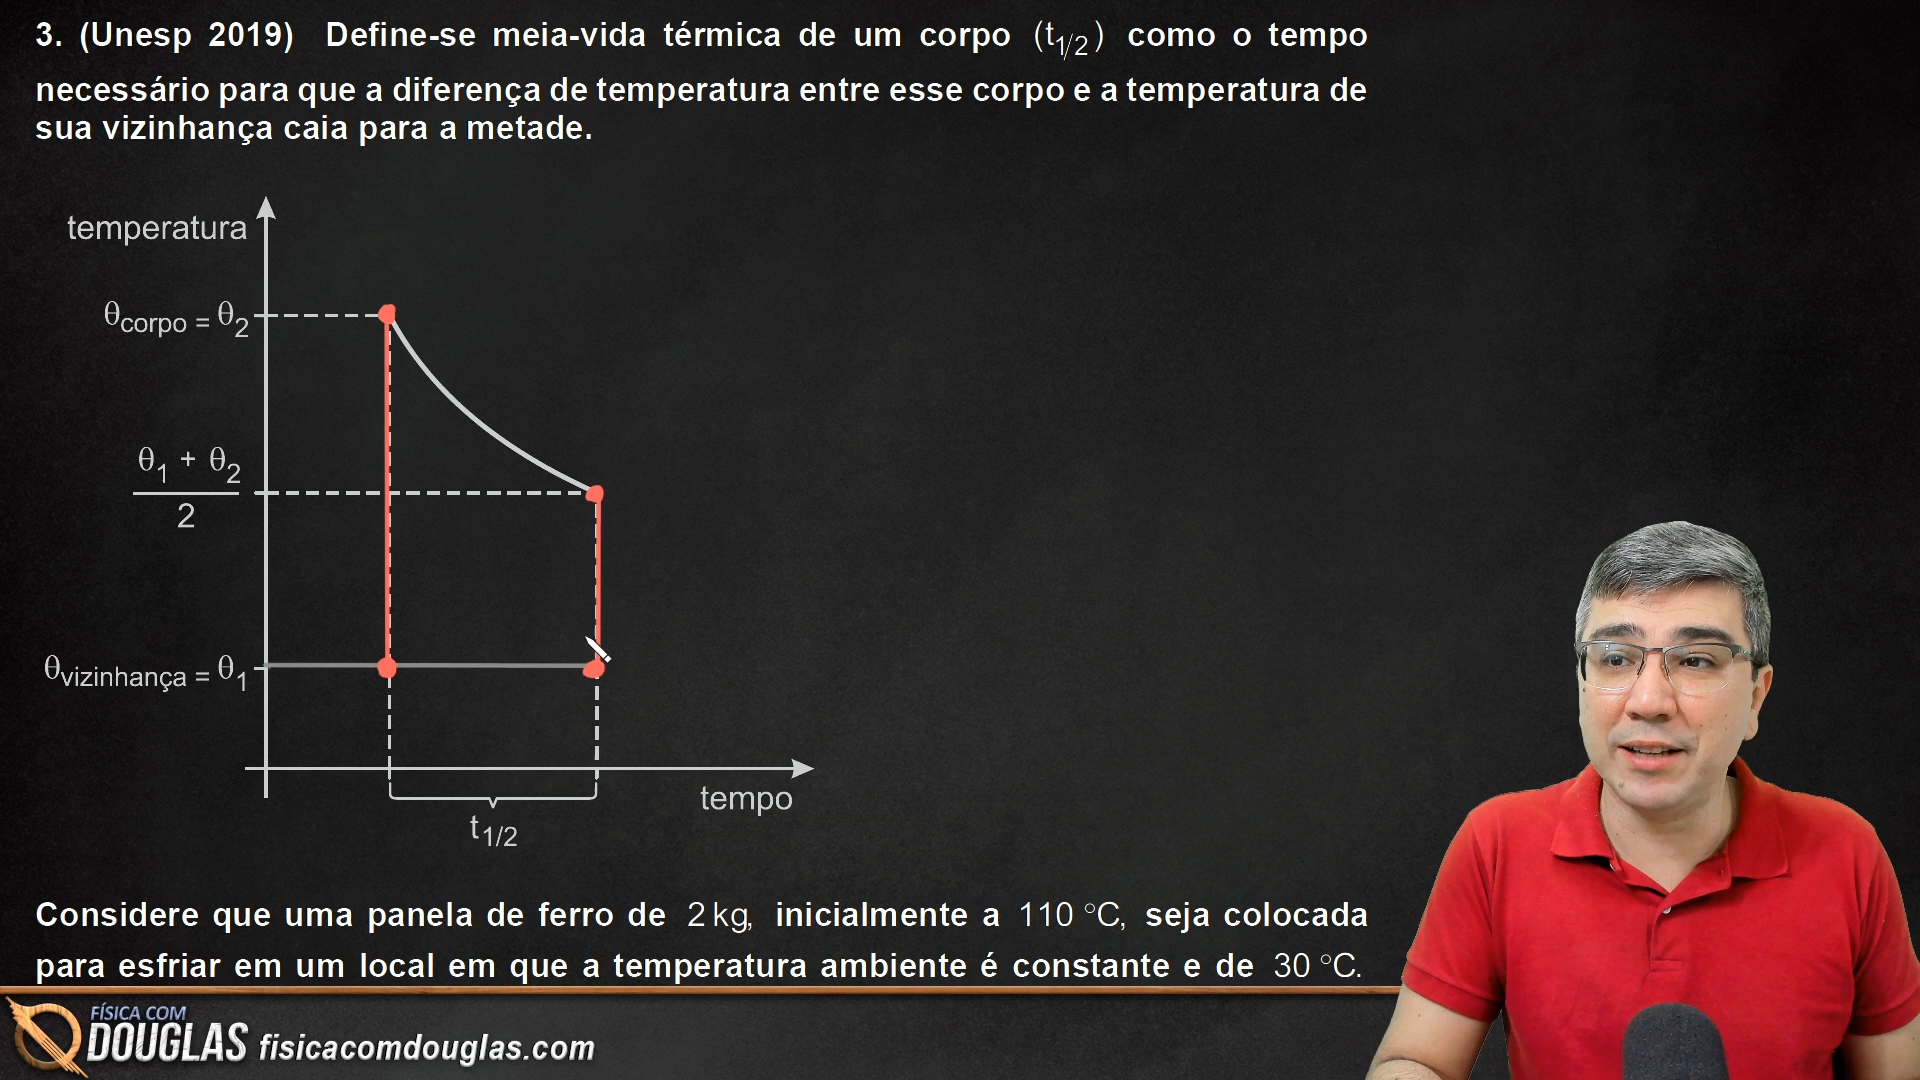 3. (Unesp 2019) Define-se meia-vida térmica de um corpo (t1/2) como o tempo
necessário para que a diferença de temperatura entre esse corpo e a temperatura de
sua vizinhança caia para a metade.
temperatura
θcorpo = θ2
θ1 + θ2
2
θvizinhança = θ1
tempo
t1/2
Considere que uma panela de ferro de 2 kg, inicialmente a 110 °C, seja colocada
para esfriar em um local em que a temperatura ambiente é constante e de 30 °C.
FÍSICA COM
DOUGLAS fisicacomdouglas.com